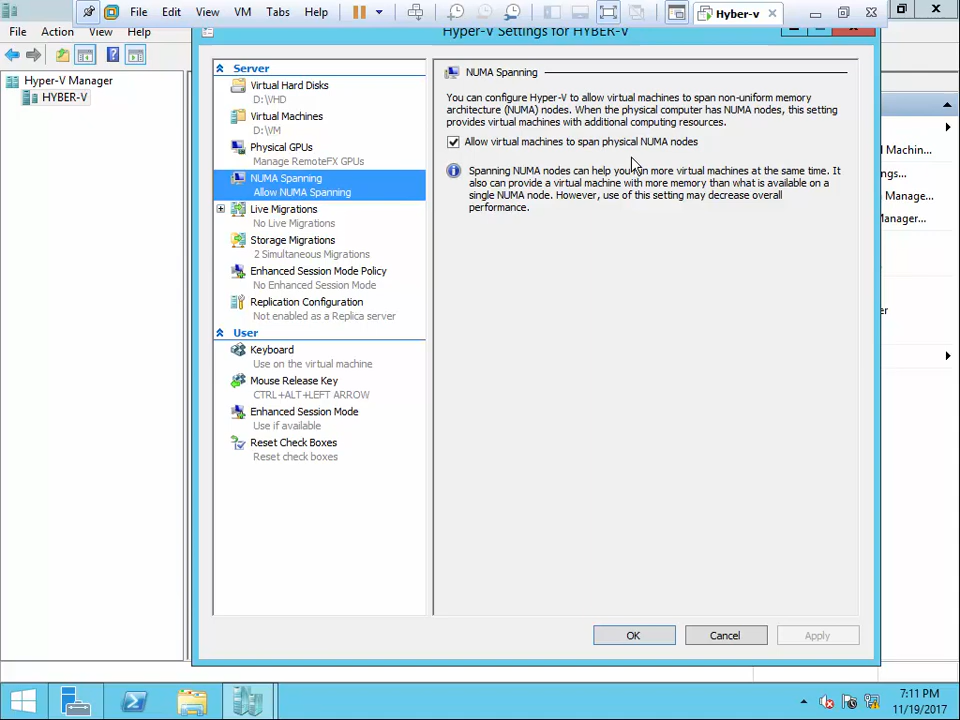 File Edit View VM Tabs Help
Hyber-v
File Action View Help
Hyper-V Settings for HYBER-V
Hyper-V Manager
HYBER-V
Server
Virtual Hard Disks
D:\VHD
Virtual Machines
D:\VM
Physical GPUs
Manage RemoteFX GPUs
NUMA Spanning
Allow NUMA Spanning
Live Migrations
No Live Migrations
Storage Migrations
2 Simultaneous Migrations
Enhanced Session Mode Policy
No Enhanced Session Mode
Replication Configuration
Not enabled as a Replica server
User
Keyboard
Use on the virtual machine
Mouse Release Key
CTRL+ALT+LEFT ARROW
Enhanced Session Mode
Use if available
Reset Check Boxes
Reset check boxes
NUMA Spanning
You can configure Hyper-V to allow virtual machines to span non-uniform memory
architecture (NUMA) nodes. When the physical computer has NUMA nodes, this setting
provides virtual machines with additional computing resources.
Allow virtual machines to span physical NUMA nodes
Spanning NUMA nodes can help you run more virtual machines at the same time. It
also can provide a virtual machine with more memory than what is available on a
single NUMA node. However, use of this setting may decrease overall
performance.
OK Cancel Apply
Machin...
ngs...
Manage...
Manager...
er
7:11 PM
11/19/2017